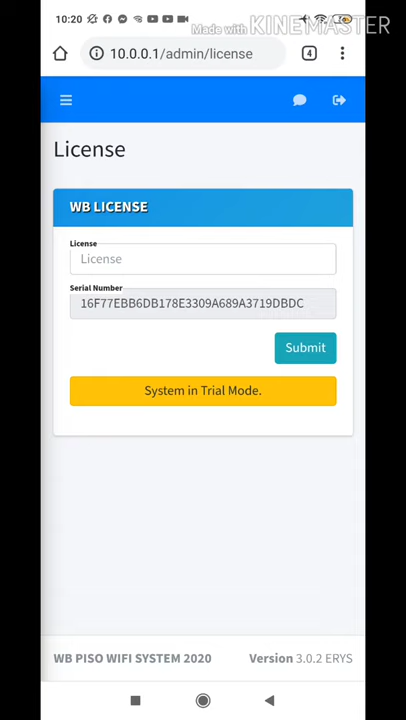 10:20
Made with KINEMASTER
10.0.0.1/admin/license
4
License
WB LICENSE
License
License
Serial Number
16F77EBB6DB178E3309A689A3719DBDC
Submit
System in Trial Mode.
WB PISO WIFI SYSTEM 2020 Version 3.0.2 ERYS